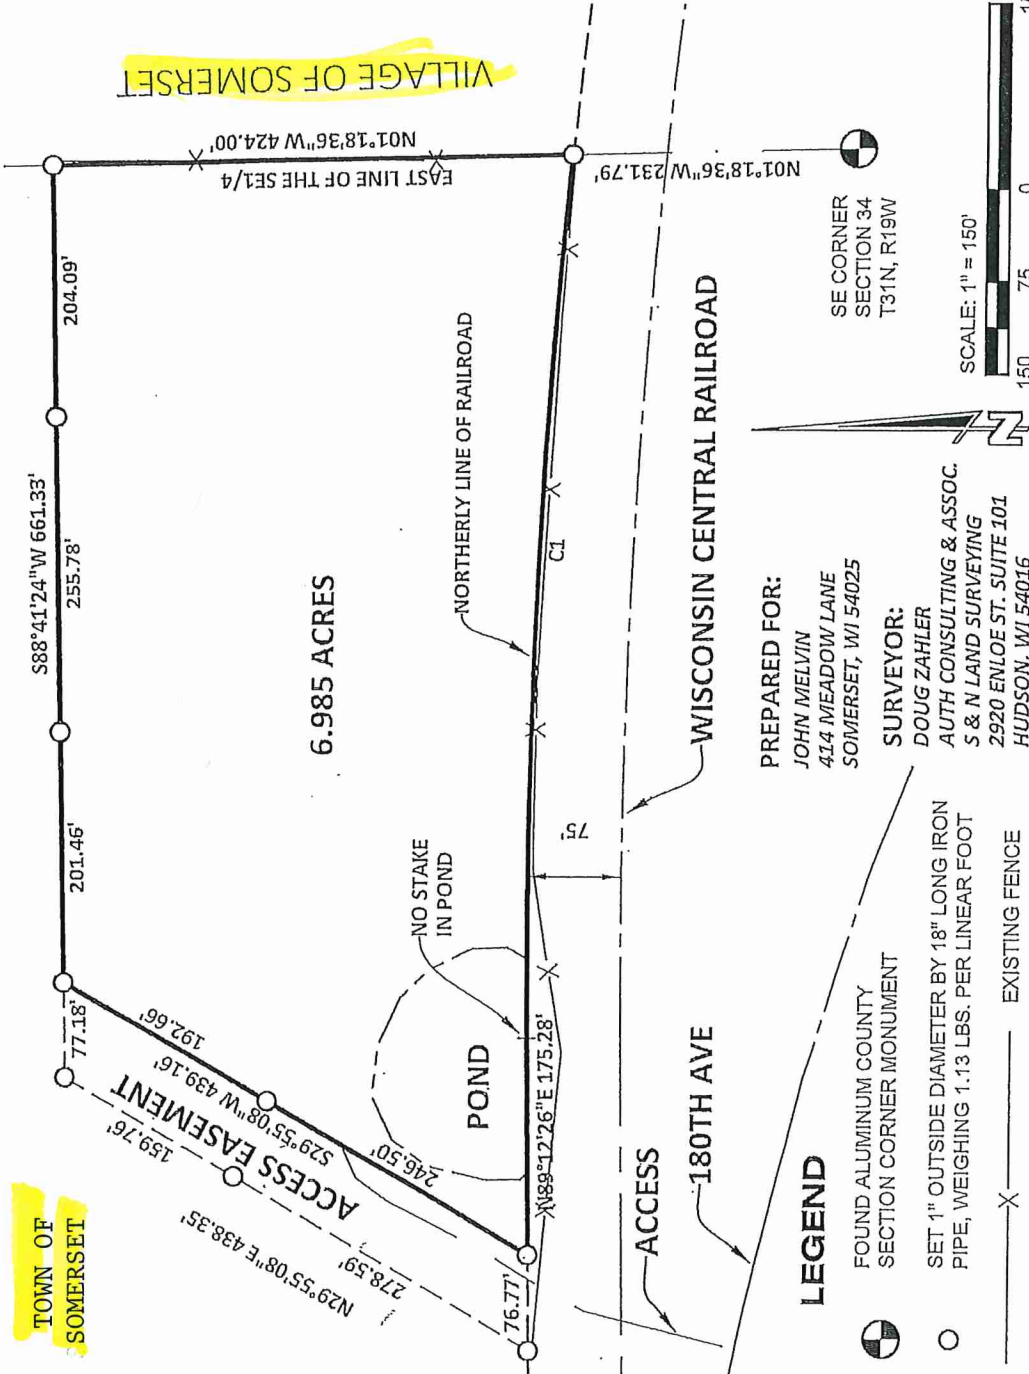 TOWN OF
SOMERSET
VILLAGE OF SOMERSET
S88°41'24"W 661.33'
77.18'
201.46'
255.78'
204.09'
N01°18'36"W 424.00'
EAST LINE OF THE SE1/4
N01°18'36"W 231.79'
159.76'
N29°55'08"E 438.35'
278.59'
ACCESS EASEMENT
192.66'
S29°55'08"W 439.16'
246.50'
76.77'
6.985 ACRES
POND
NO STAKE
IN POND
NORTHERLY LINE OF RAILROAD
C1
N89°12'26"E 175.28'
75'
WISCONSIN CENTRAL RAILROAD
ACCESS
180TH AVE
SE CORNER
SECTION 34
T31N, R19W
PREPARED FOR:
JOHN MELVIN
414 MEADOW LANE
SOMERSET, WI 54025
SURVEYOR:
DOUG ZAHLER
AUTH CONSULTING & ASSOC.
S & N LAND SURVEYING
2920 ENLOE ST. SUITE 101
HUDSON, WI 54016
N
SCALE: 1" = 150'
150 75 0
LEGEND
FOUND ALUMINUM COUNTY
SECTION CORNER MONUMENT
SET 1" OUTSIDE DIAMETER BY 18" LONG IRON
PIPE, WEIGHING 1.13 LBS. PER LINEAR FOOT
EXISTING FENCE